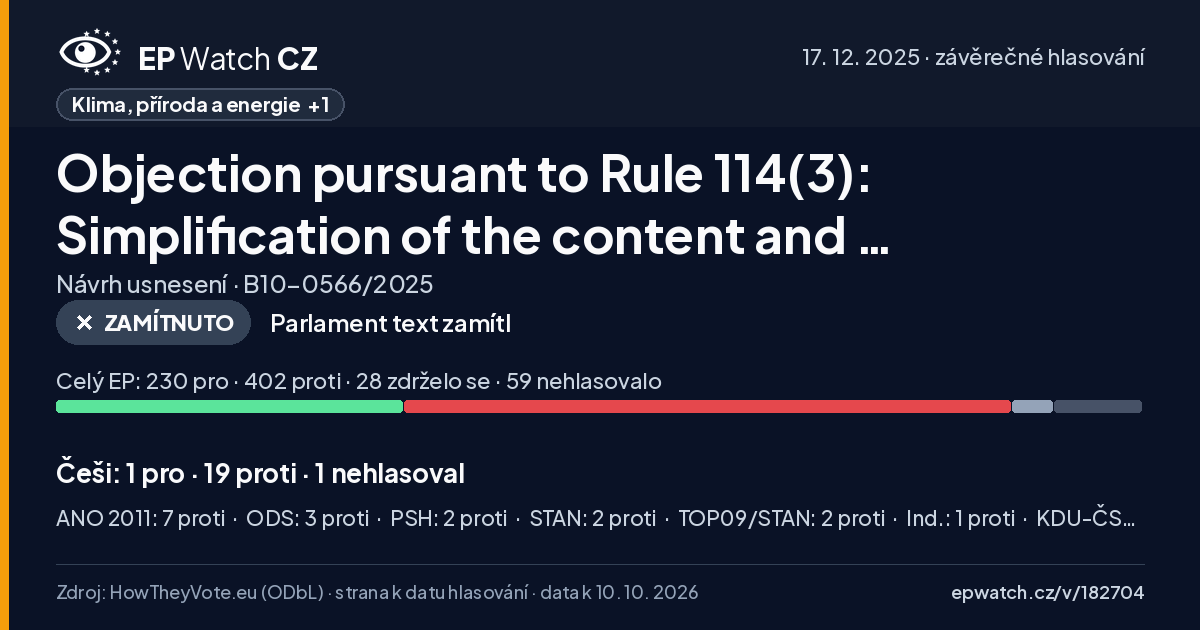 EP Watch CZ
17. 12. 2025 · závěrečné hlasování
Klima, příroda a energie +1
Objection pursuant to Rule 114(3):
Simplification of the content and …
Návrh usnesení · B10–0566/2025
✕ ZAMÍTNUTO
Parlament text zamítl
Celý EP: 230 pro · 402 proti · 28 zdrželo se · 59 nehlasovalo
Češi: 1 pro · 19 proti · 1 nehlasoval
ANO 2011: 7 proti · ODS: 3 proti · PSH: 2 proti · STAN: 2 proti · TOP09/STAN: 2 proti · Ind.: 1 proti · KDU-ČS…
Zdroj: HowTheyVote.eu (ODbL) · strana k datu hlasování · data k 10. 10. 2026
epwatch.cz/v/182704